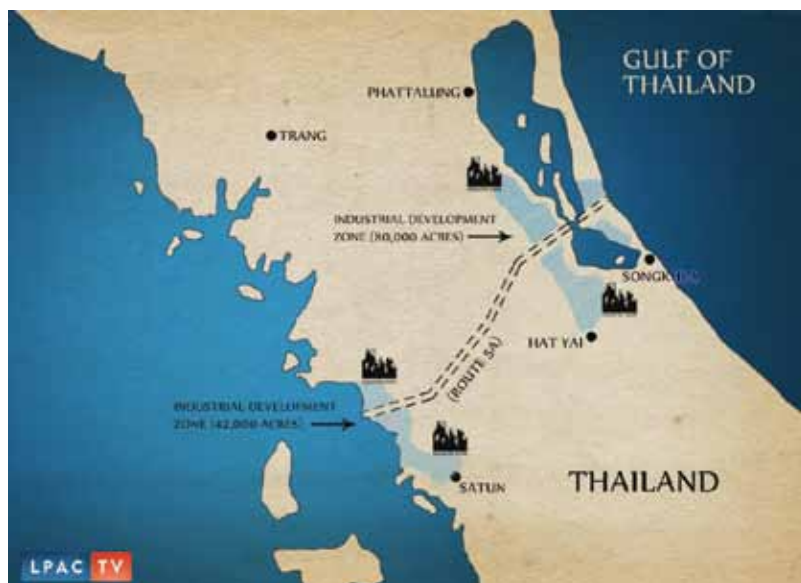 GULF OF
THAILAND
PHATTALUNG
TRANG
INDUSTRIAL DEVELOPMENT
ZONE (80,000 ACRES)
SONGKHLA
HAT YAI
(ROUTE 5A)
INDUSTRIAL DEVELOPMENT
ZONE (42,000 ACRES)
SATUN
THAILAND
LPAC TV